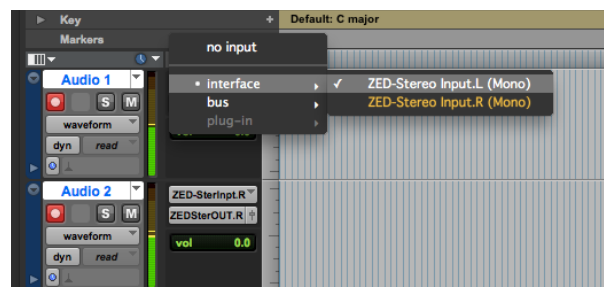 Key + Default: C major
Markers
no input
Audio 1
interface ZED-Stereo Input.L (Mono)
S M
bus ZED-Stereo Input.R (Mono)
plug-in
waveform
dyn read
Audio 2
ZED-SterInpt.R
S M
ZEDSterOUT.R
waveform
vol 0.0
dyn read